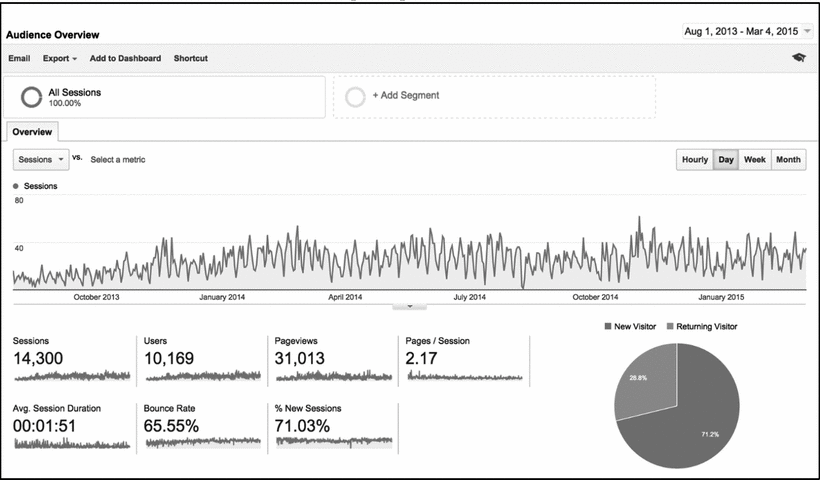 Audience Overview
Aug 1, 2013 - Mar 4, 2015
Email Export Add to Dashboard Shortcut
All Sessions
100.00%
+ Add Segment
Overview
Sessions vs. Select a metric
Hourly Day Week Month
Sessions
80
40
October 2013 January 2014 April 2014 July 2014 October 2014 January 2015
New Visitor Returning Visitor
Sessions Users Pageviews Pages / Session
14,300 10,169 31,013 2.17
28.8%
71.2%
Avg. Session Duration Bounce Rate % New Sessions
00:01:51 65.55% 71.03%